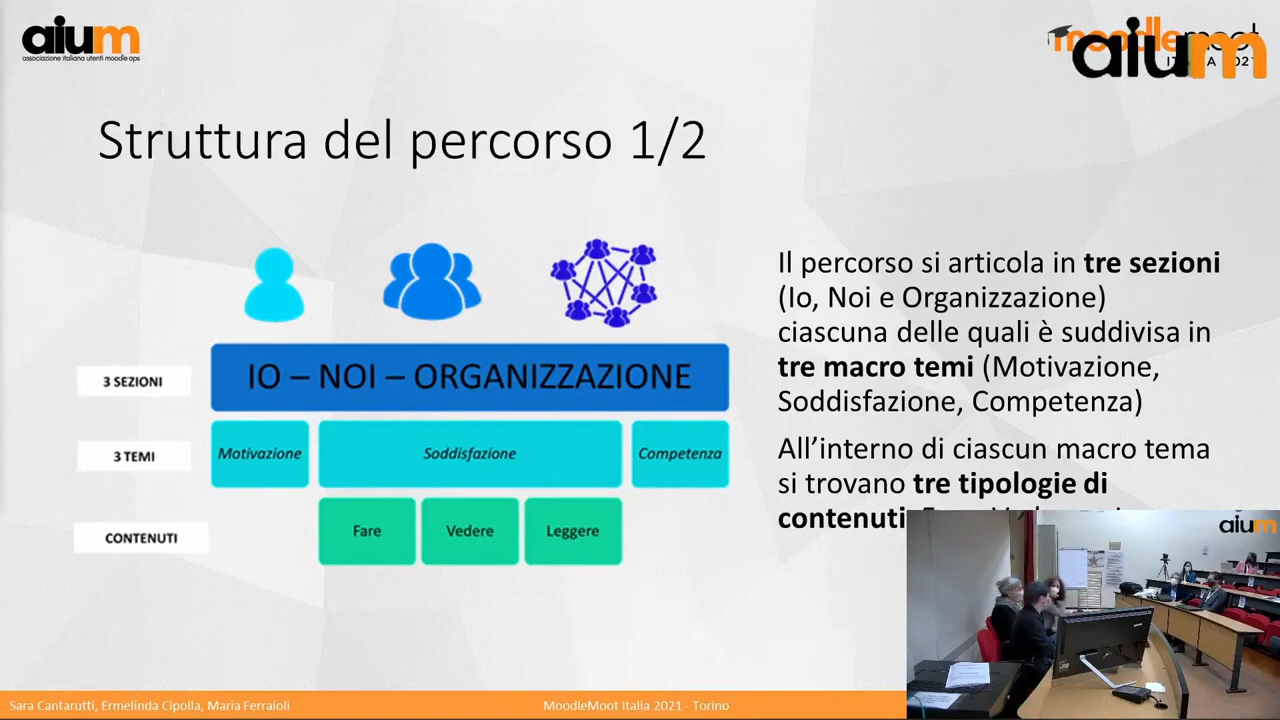 aium
associazione italiana utenti moodle aps
moodlemoot
aium
Struttura del percorso 1/2
3 SEZIONI
IO – NOI – ORGANIZZAZIONE
3 TEMI
Motivazione
Soddisfazione
Competenza
CONTENUTI
Fare
Vedere
Leggere
Il percorso si articola in tre sezioni
(Io, Noi e Organizzazione)
ciascuna delle quali è suddivisa in
tre macro temi (Motivazione,
Soddisfazione, Competenza)
All’interno di ciascun macro tema
si trovano tre tipologie di
contenuti
aium
Sara Cantarutti, Ermelinda Cipolla, Maria Ferraioli
MoodleMoot Italia 2021 - Torino